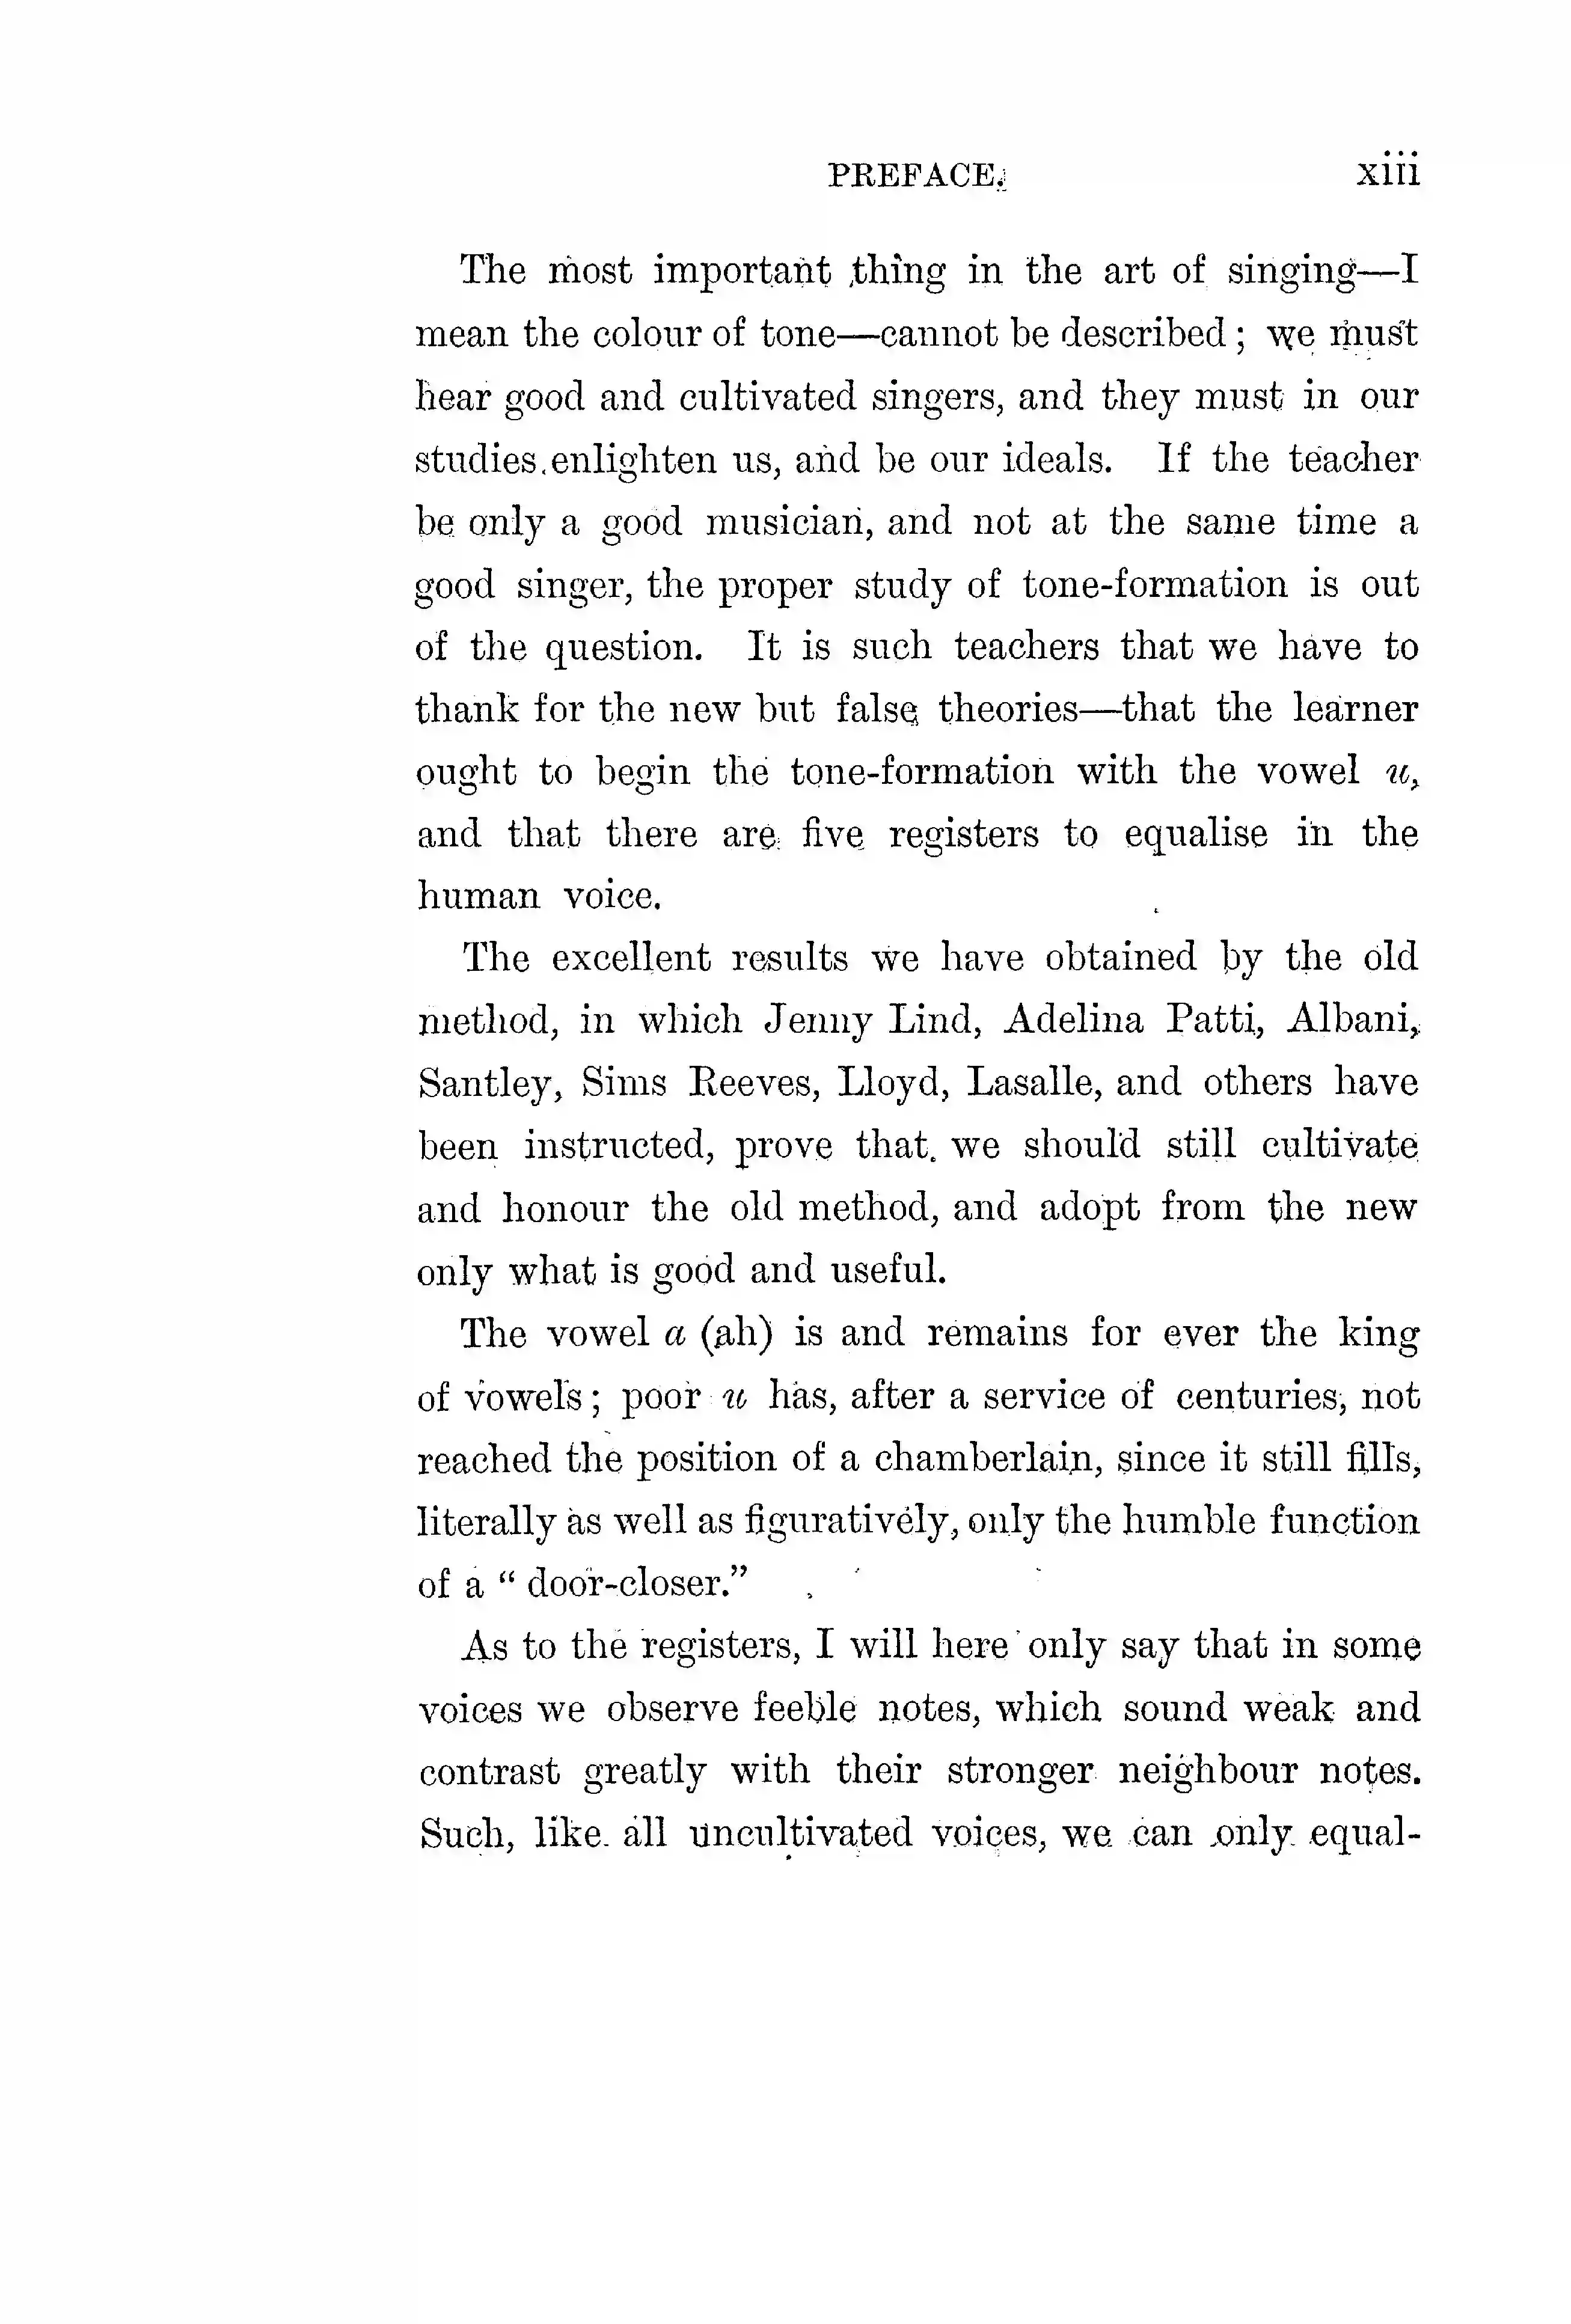 PREFACE. xiii
The most important thing in the art of singing—I
mean the colour of tone—cannot be described; we must
hear good and cultivated singers, and they must in our
studies enlighten us, and be our ideals. If the teacher
be only a good musician, and not at the same time a
good singer, the proper study of tone-formation is out
of the question. It is such teachers that we have to
thank for the new but false theories—that the learner
ought to begin the tone-formation with the vowel u,
and that there are five registers to equalise in the
human voice.
The excellent results we have obtained by the old
method, in which Jenny Lind, Adelina Patti, Albani,
Santley, Sims Reeves, Lloyd, Lasalle, and others have
been instructed, prove that we should still cultivate
and honour the old method, and adopt from the new
only what is good and useful.
The vowel a (ah) is and remains for ever the king
of vowels; poor u has, after a service of centuries, not
reached the position of a chamberlain, since it still fills,
literally as well as figuratively, only the humble function
of a "door-closer."
As to the registers, I will here only say that in some
voices we observe feeble notes, which sound weak and
contrast greatly with their stronger neighbour notes.
Such, like all uncultivated voices, we can only equal-